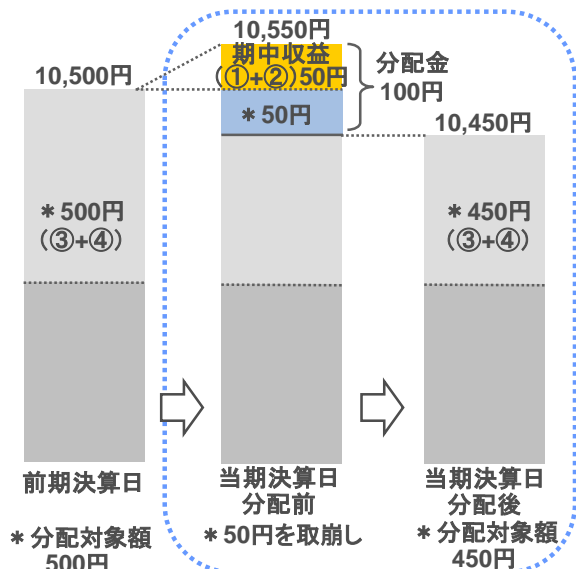 10,550円
期中収益
(①+②)50円
分配金
100円
10,500円
＊50円
10,450円
＊500円
(③+④)
＊450円
(③+④)
前期決算日
当期決算日
分配前
当期決算日
分配後
＊分配対象額
500円
＊50円を取崩し
＊分配対象額
450円